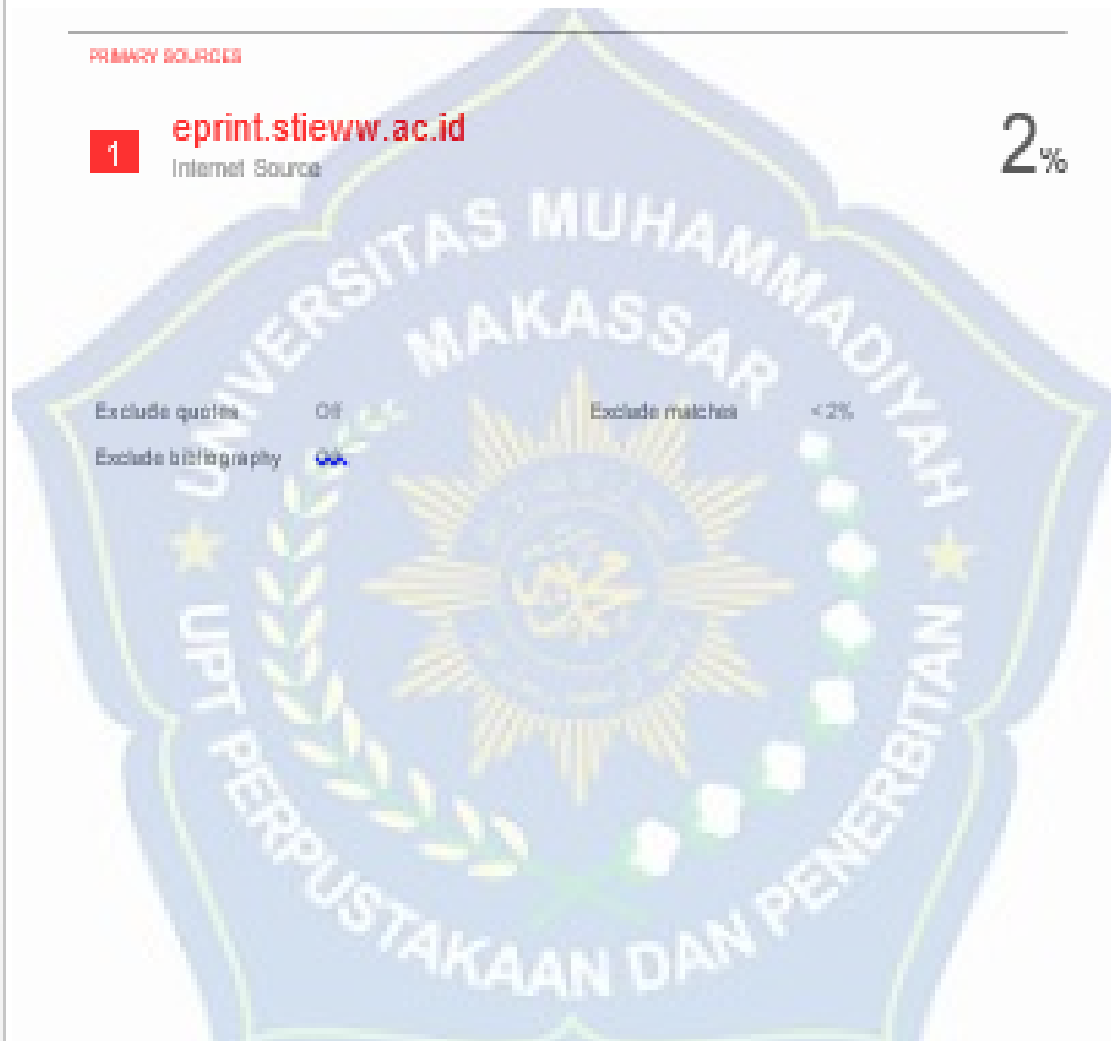 PRIMARY SOURCES
1
eprint.stieww.ac.id
2%
Internet Source
UNIVERSITAS MUHAMMADIYAH
MAKASSAR
Exclude quotes Off
Exclude matches < 2%
Exclude bibliography
UPT PERPUSTAKAAN DAN PENERBITAN